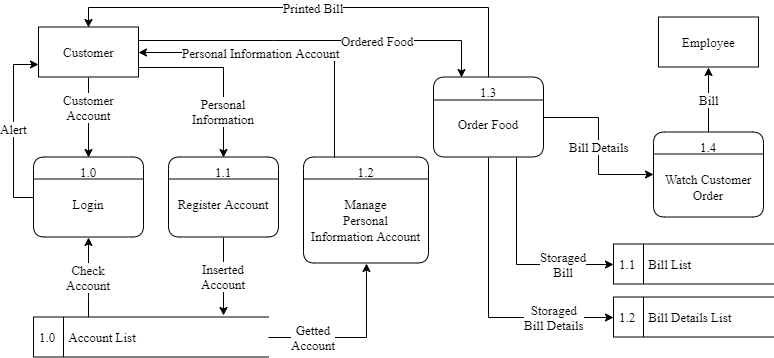 Printed Bill
Customer
Ordered Food
Personal Information Account
Employee
Customer
Account
Personal
Information
Alert
1.3
Order Food
Bill
Bill Details
1.4
Watch Customer
Order
1.0
Login
1.1
Register Account
1.2
Manage
Personal
Information Account
Check
Account
Inserted
Account
Storaged
Bill
1.1
Bill List
Storaged
Bill Details
1.2
Bill Details List
1.0
Account List
Getted
Account